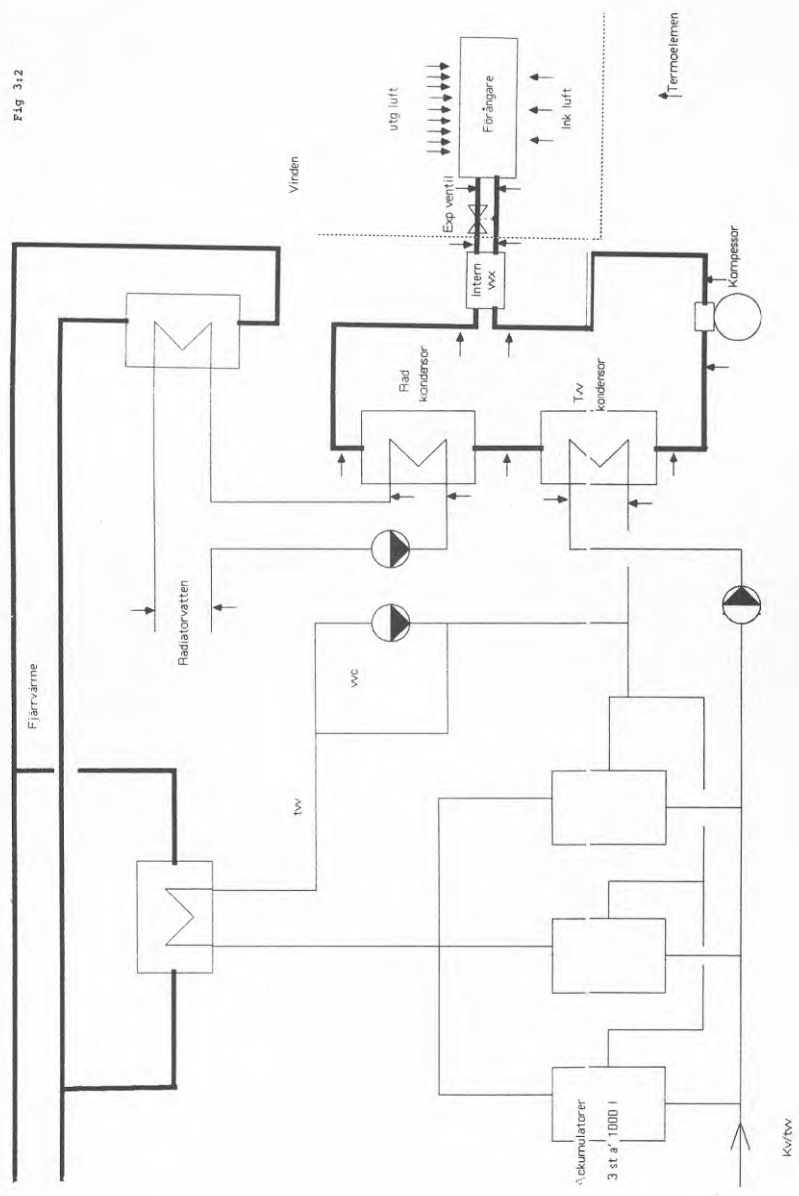 Fig 3:2
Fjärrvärme
Vinden
utg luft
Förångare
Ink luft
Termoelemen
Exp ventil
Intern
vvx
Kompessor
Rad
kondensor
Tvv
kondensor
Radiatorvatten
vvc
tvv
Ackumulatorer
3 st a' 1000 l
Kv/tvv